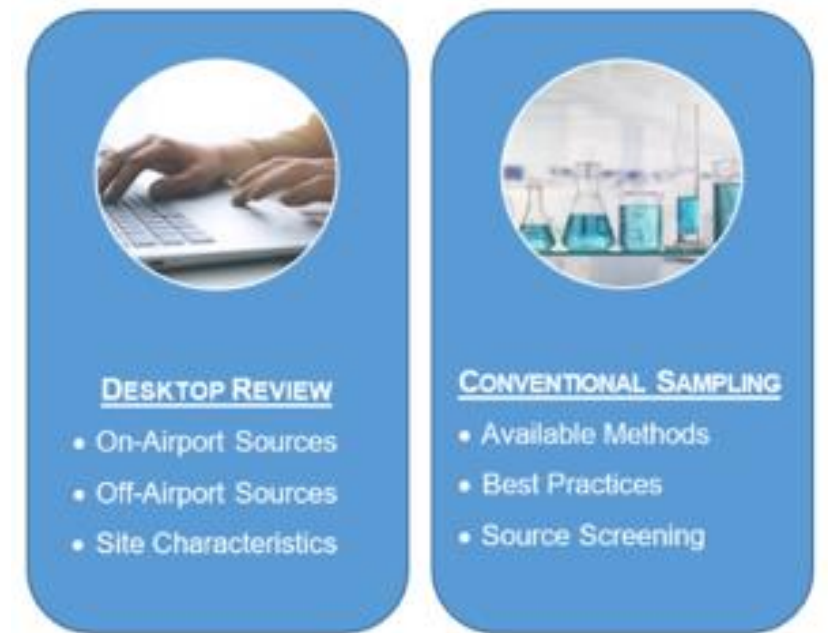 DESKTOP REVIEW
• On-Airport Sources
• Off-Airport Sources
• Site Characteristics
CONVENTIONAL SAMPLING
• Available Methods
• Best Practices
• Source Screening